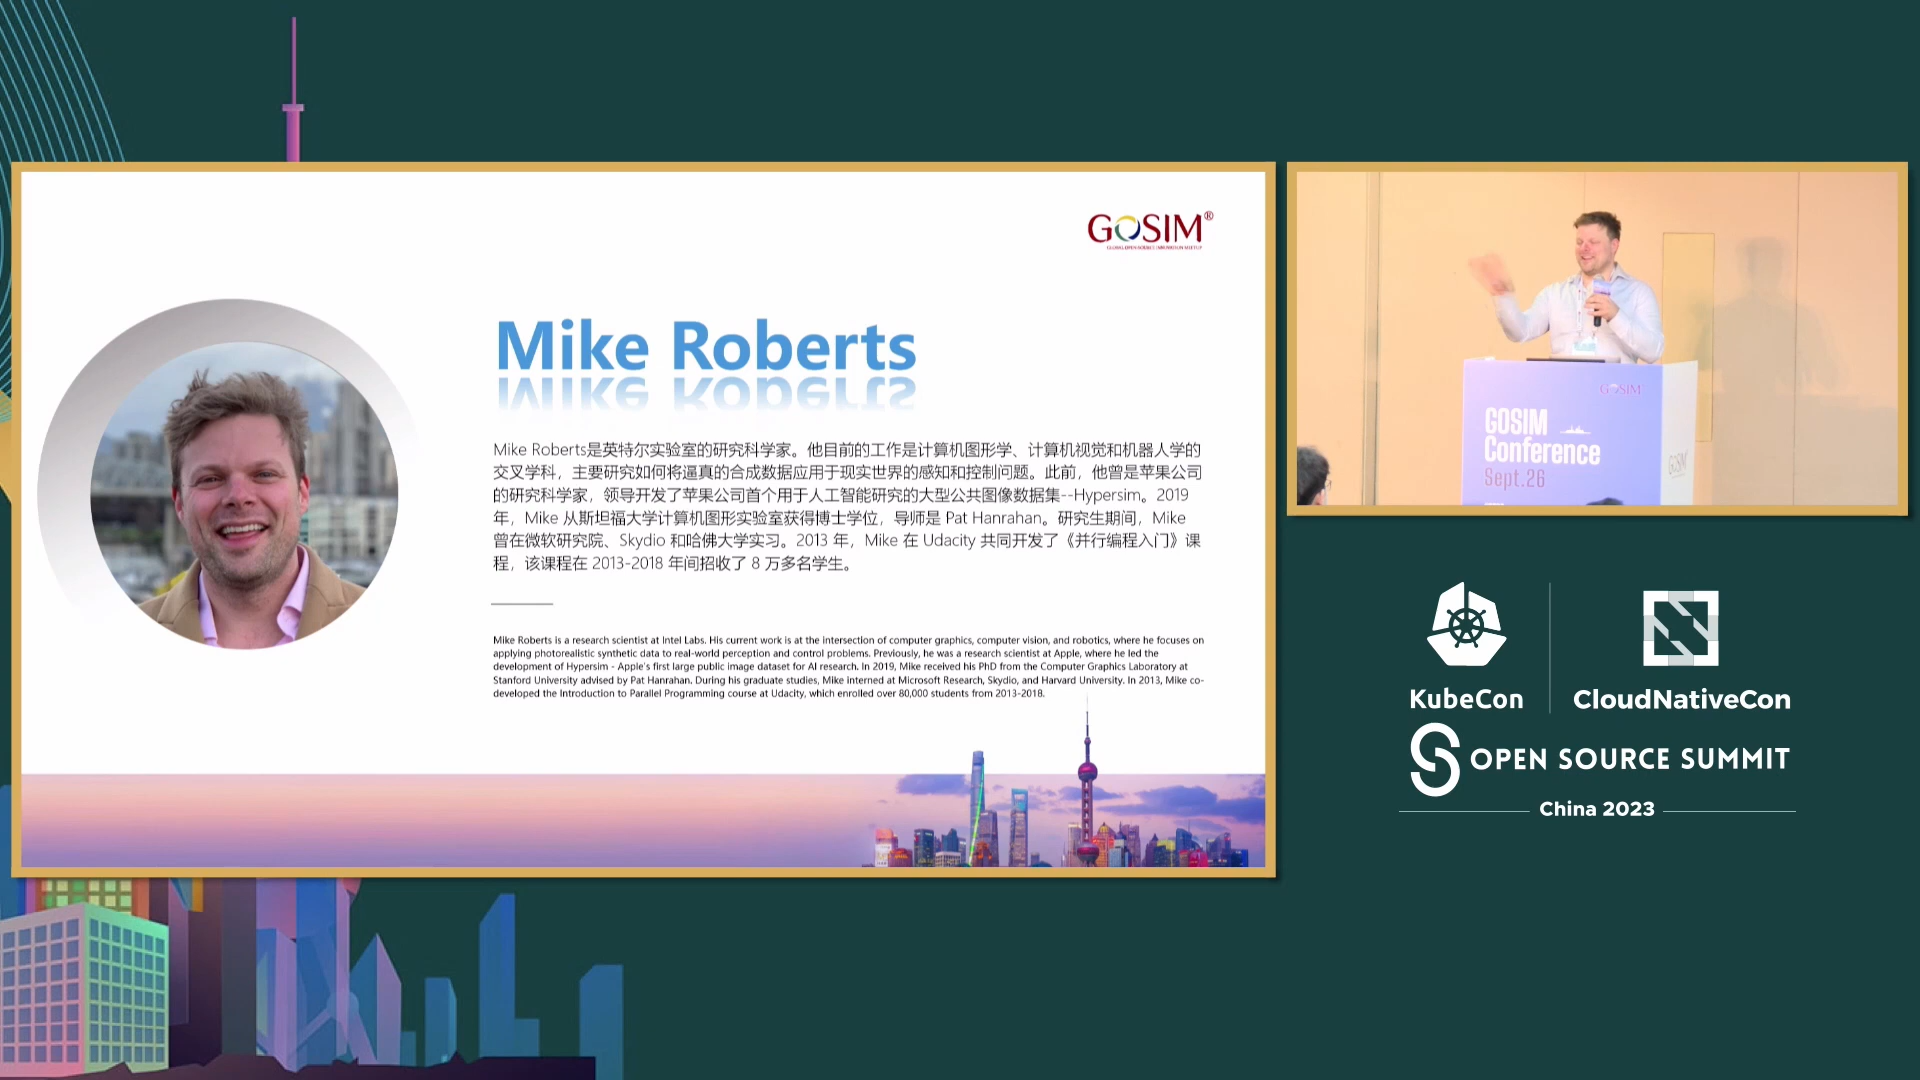 GOSIM®
GLOBAL OPEN SOURCE INNOVATION MEETUP
Mike Roberts
Mike Roberts是英特尔实验室的研究科学家。他目前的工作是计算机图形学、计算机视觉和机器人学的
交叉学科，主要研究如何将逼真的合成数据应用于现实世界的感知和控制问题。此前，他曾是苹果公司
的研究科学家，领导开发了苹果公司首个用于人工智能研究的大型公共图像数据集--Hypersim。2019
年，Mike 从斯坦福大学计算机图形实验室获得博士学位，导师是 Pat Hanrahan。研究生期间，Mike
曾在微软研究院、Skydio 和哈佛大学实习。2013 年，Mike 在 Udacity 共同开发了《并行编程入门》课
程，该课程在 2013-2018 年间招收了 8 万多名学生。
Mike Roberts is a research scientist at Intel Labs. His current work is at the intersection of computer graphics, computer vision, and robotics, where he focuses on
applying photorealistic synthetic data to real-world perception and control problems. Previously, he was a research scientist at Apple, where he led the
development of Hypersim - Apple's first large public image dataset for AI research. In 2019, Mike received his PhD from the Computer Graphics Laboratory at
Stanford University advised by Pat Hanrahan. During his graduate studies, Mike interned at Microsoft Research, Skydio, and Harvard University. In 2013, Mike co-
developed the Introduction to Parallel Programming course at Udacity, which enrolled over 80,000 students from 2013-2018.
GOSIM
GOSIM
Conference
Sept.26
GOSIM
KubeCon
CloudNativeCon
OPEN SOURCE SUMMIT
China 2023